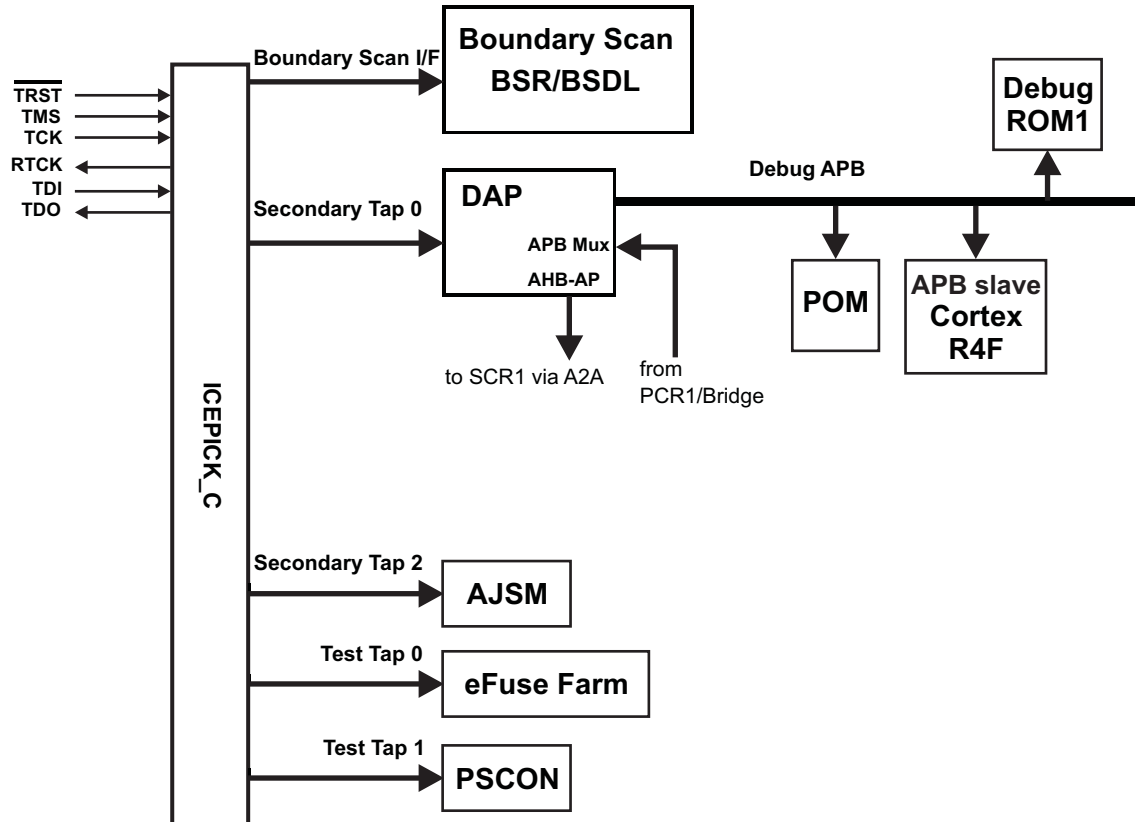 Boundary Scan I/F
Boundary Scan
BSR/BSDL
TRST
TMS
TCK
RTCK
TDI
TDO
Debug
ROM1
Debug APB
Secondary Tap 0
DAP
APB Mux
AHB-AP
POM
APB slave
Cortex
R4F
to SCR1 via A2A
from
PCR1/Bridge
ICEPICK_C
Secondary Tap 2
AJSM
Test Tap 0
eFuse Farm
Test Tap 1
PSCON